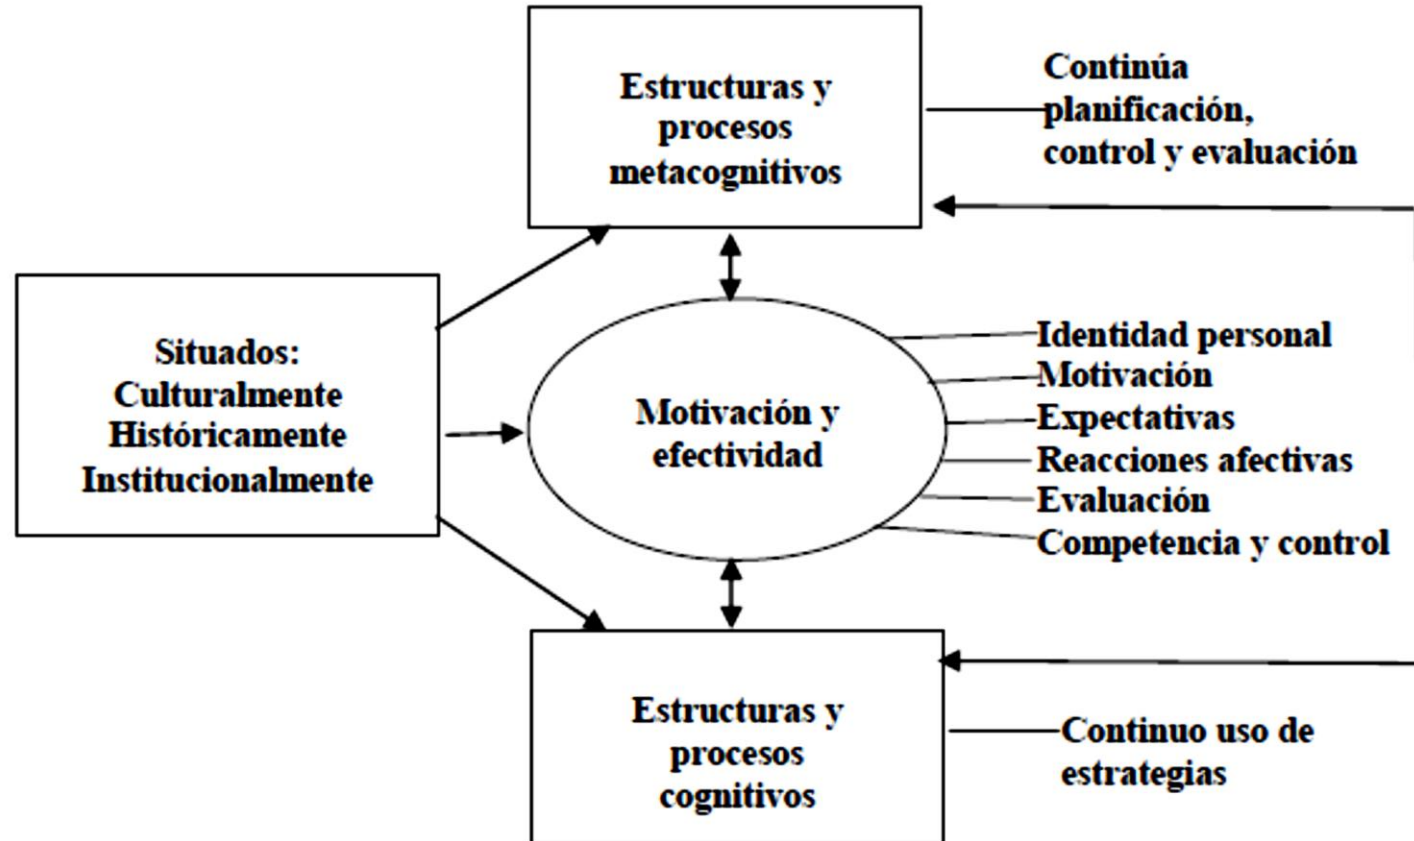 Estructuras y
procesos
metacognitivos
Continúa
planificación,
control y evaluación
Situados:
Culturalmente
Históricamente
Institucionalmente
Motivación y
efectividad
Identidad personal
Motivación
Expectativas
Reacciones afectivas
Evaluación
Competencia y control
Estructuras y
procesos
cognitivos
Continuo uso de
estrategias